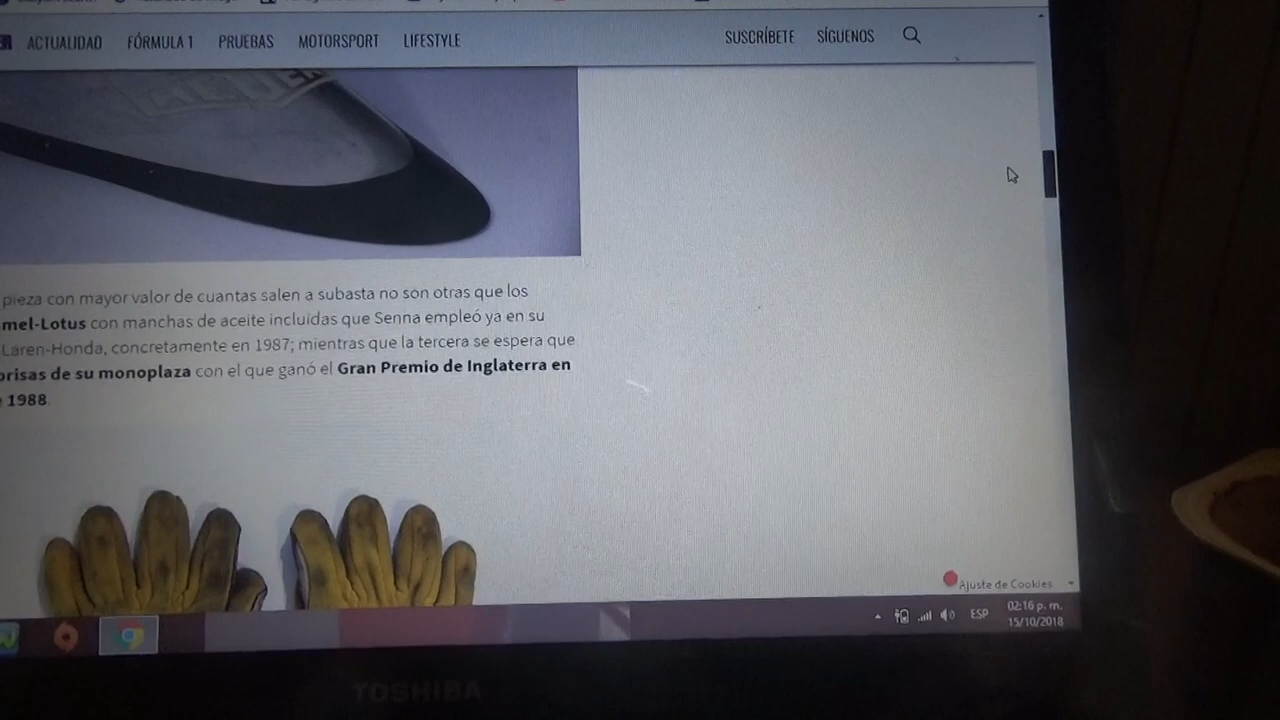 ACTUALIDAD FÓRMULA 1 PRUEBAS MOTORSPORT LIFESTYLE SUSCRÍBETE SÍGUENOS
pieza con mayor valor de cuantas salen a subasta no son otras que los
mel-Lotus con manchas de aceite incluidas que Senna empleó ya en su
Laren-Honda, concretamente en 1987; mientras que la tercera se espera que
brisas de su monoplaza con el que ganó el Gran Premio de Inglaterra en
1988.
Ajuste de Cookies
ESP 02:16 p. m.
15/10/2018
TOSHIBA